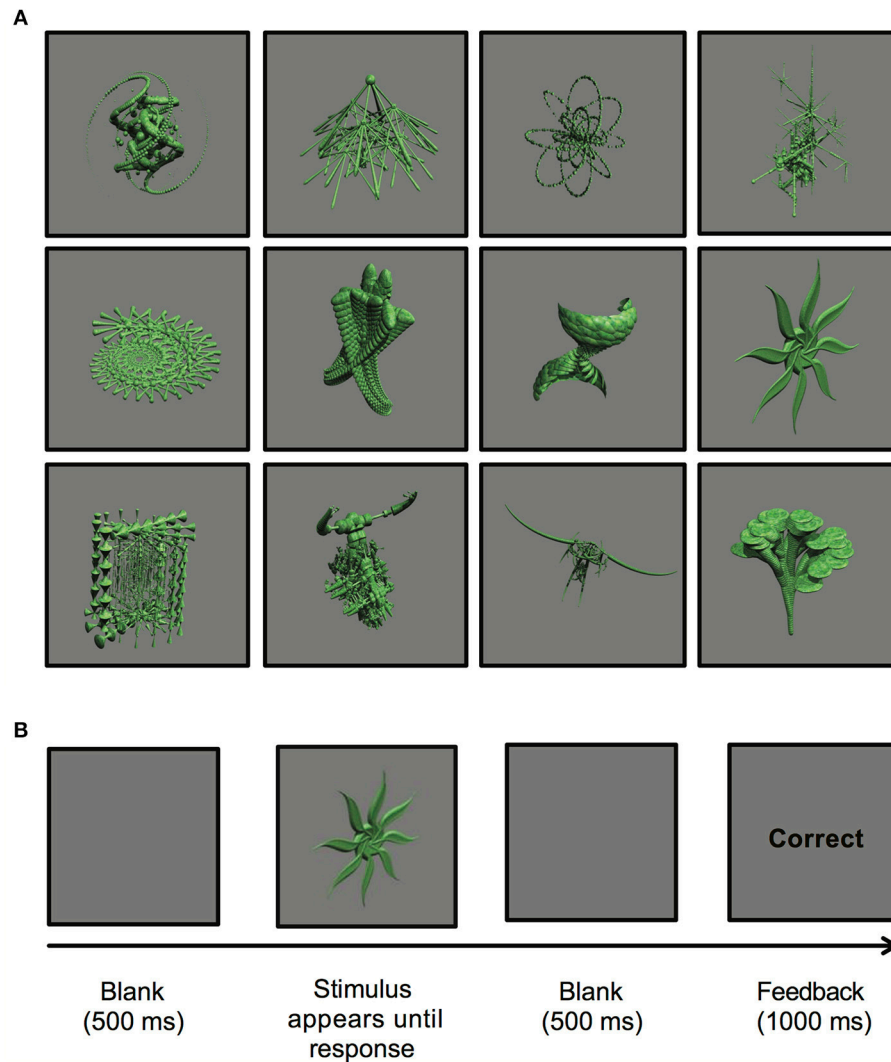 A
B
Correct
Blank
(500 ms)
Stimulus
appears until
response
Blank
(500 ms)
Feedback
(1000 ms)